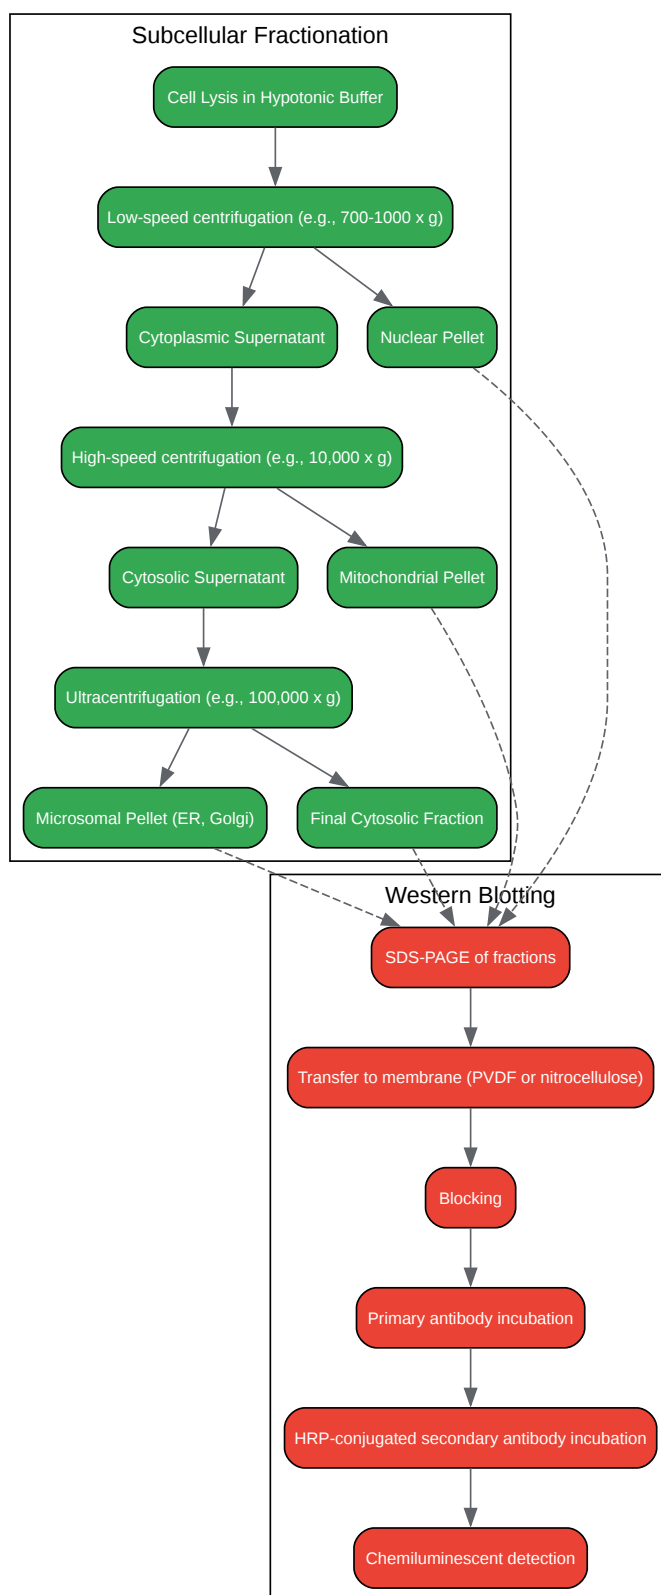 Subcellular Fractionation
Cell Lysis in Hypotonic Buffer
Low-speed centrifugation (e.g., 700-1000 x g)
Cytoplasmic Supernatant
Nuclear Pellet
High-speed centrifugation (e.g., 10,000 x g)
Cytosolic Supernatant
Mitochondrial Pellet
Ultracentrifugation (e.g., 100,000 x g)
Microsomal Pellet (ER, Golgi)
Final Cytosolic Fraction
Western Blotting
SDS-PAGE of fractions
Transfer to membrane (PVDF or nitrocellulose)
Blocking
Primary antibody incubation
HRP-conjugated secondary antibody incubation
Chemiluminescent detection